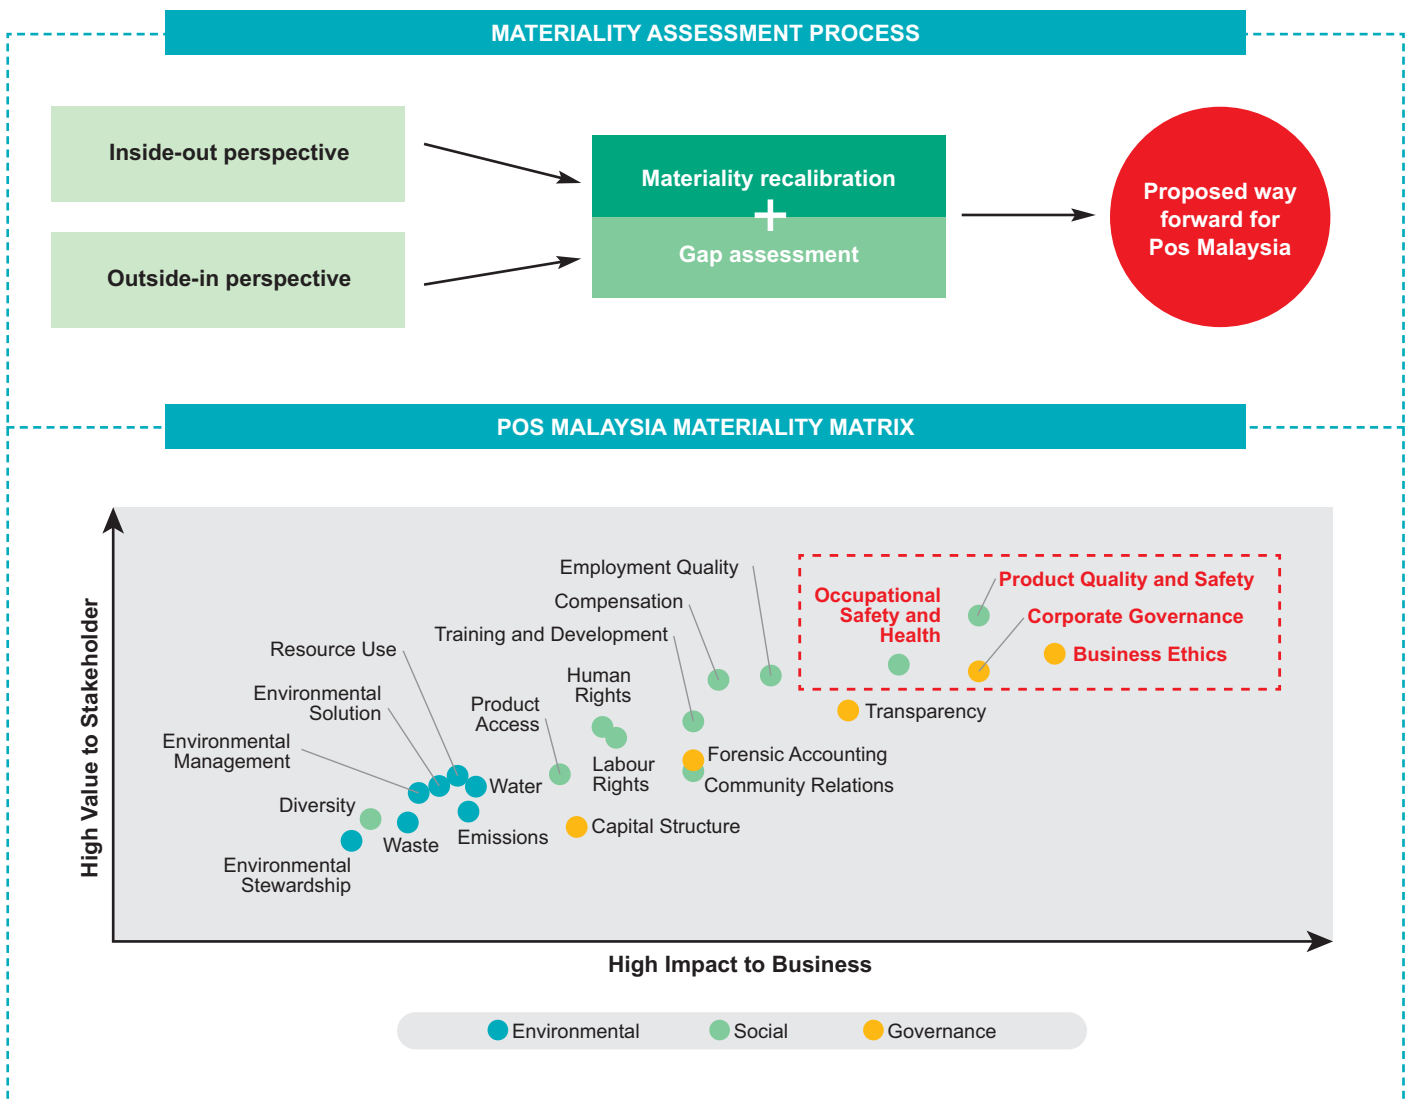 MATERIALITY ASSESSMENT PROCESS
Inside-out perspective
Outside-in perspective
Materiality recalibration
+
Gap assessment
Proposed way
forward for
Pos Malaysia
POS MALAYSIA MATERIALITY MATRIX
High Value to Stakeholder
Employment Quality
Compensation
Training and Development
Resource Use
Environmental
Solution
Environmental
Management
Human
Rights
Product
Access
Labour
Rights
Diversity
Water
Waste
Emissions
Environmental
Stewardship
Capital Structure
Forensic Accounting
Community Relations
Transparency
Occupational
Safety and
Health
Product Quality and Safety
Corporate Governance
Business Ethics
High Impact to Business
Environmental
Social
Governance